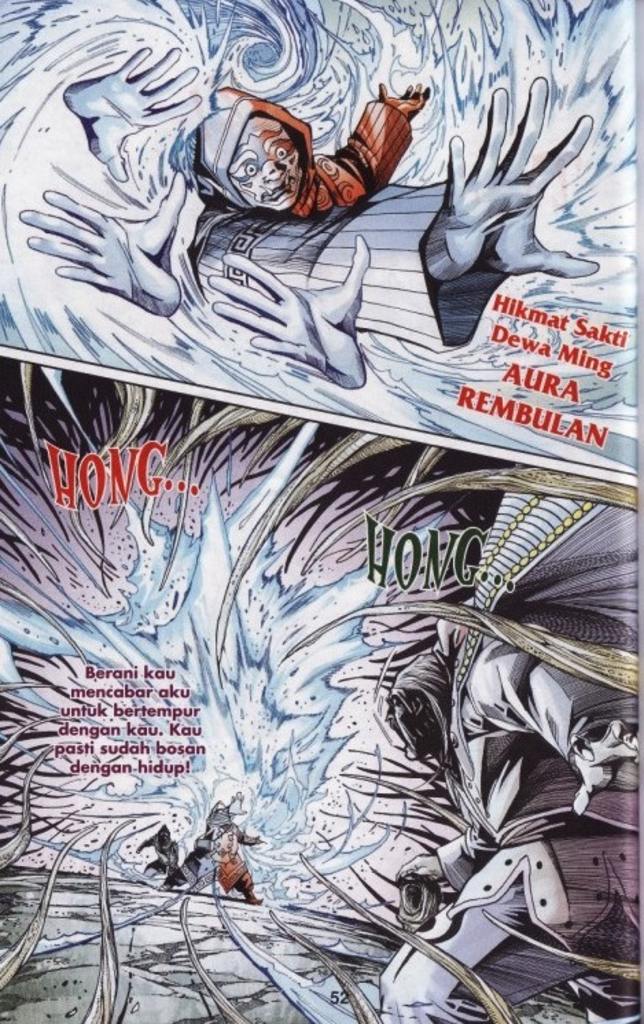 Hikmat Sakti
Dewa Ming
AURA
REMBULAN
HONG...
HONG...
Berani kau
mencabar aku
untuk bertempur
dengan kau. Kau
pasti sudah bosan
dengan hidup!
52